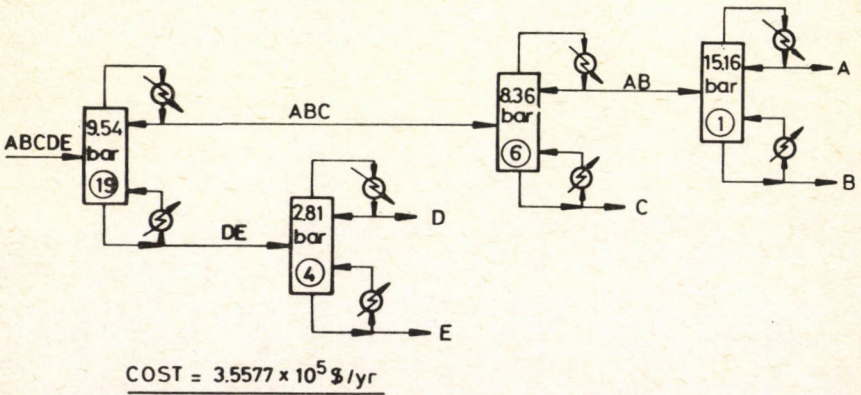 ABCDE
9.54
bar
19
ABC
DE
2.81
bar
4
D
E
8.36
bar
6
AB
C
15.16
bar
1
A
B
COST = 3.5577 × 10⁵ $/yr